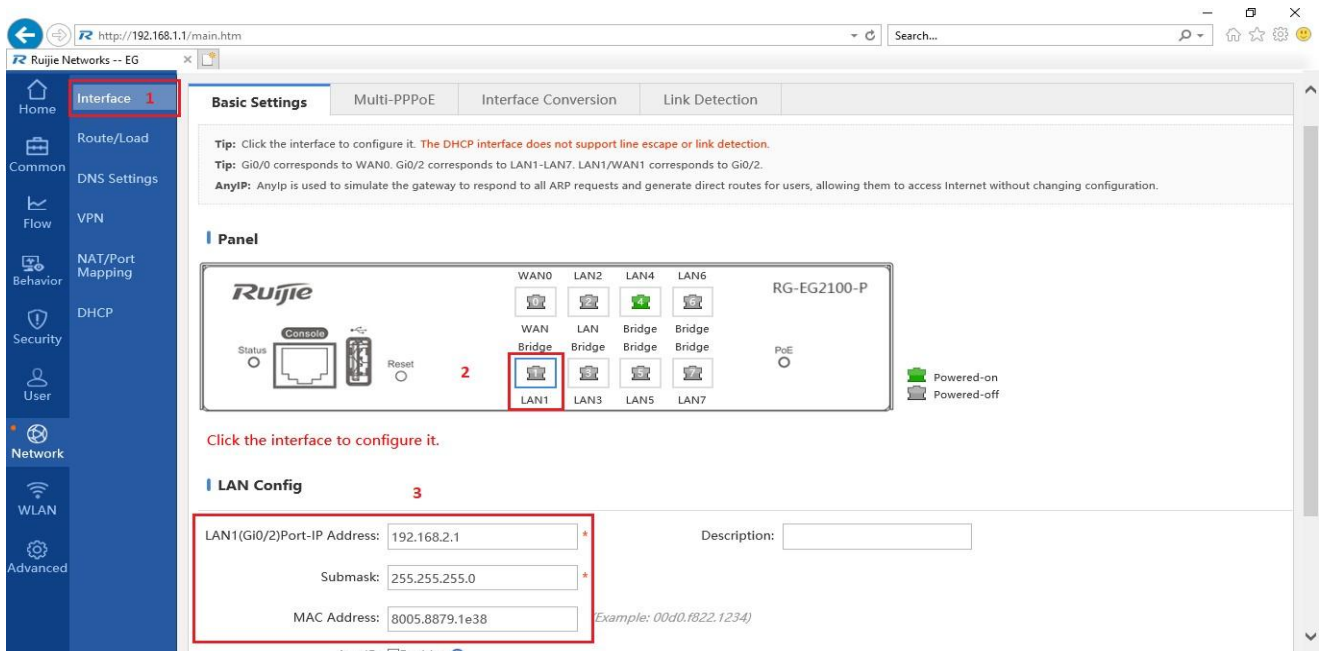 http://192.168.1.1/main.htm
Search...
Ruijie Networks -- EG
Home
Common
Flow
Behavior
Security
User
Network
WLAN
Advanced
Interface 1
Route/Load
DNS Settings
VPN
NAT/Port
Mapping
DHCP
Basic Settings Multi-PPPoE Interface Conversion Link Detection
Tip: Click the interface to configure it. The DHCP interface does not support line escape or link detection.
Tip: Gi0/0 corresponds to WAN0. Gi0/2 corresponds to LAN1-LAN7. LAN1/WAN1 corresponds to Gi0/2.
AnyIP: AnyIp is used to simulate the gateway to respond to all ARP requests and generate direct routes for users, allowing them to access Internet without changing configuration.
Panel
Ruijie
RG-EG2100-P
WAN0 LAN2 LAN4 LAN6
0 2 4 6
WAN LAN Bridge Bridge
Bridge Bridge Bridge Bridge
1 3 5 7
LAN1 LAN3 LAN5 LAN7
Console
Status
Reset
2
PoE
Powered-on
Powered-off
Click the interface to configure it.
LAN Config
3
LAN1(Gi0/2)Port-IP Address: 192.168.2.1 *
Description:
Submask: 255.255.255.0 *
MAC Address: 8005.8879.1e38 (Example: 00d0.f822.1234)